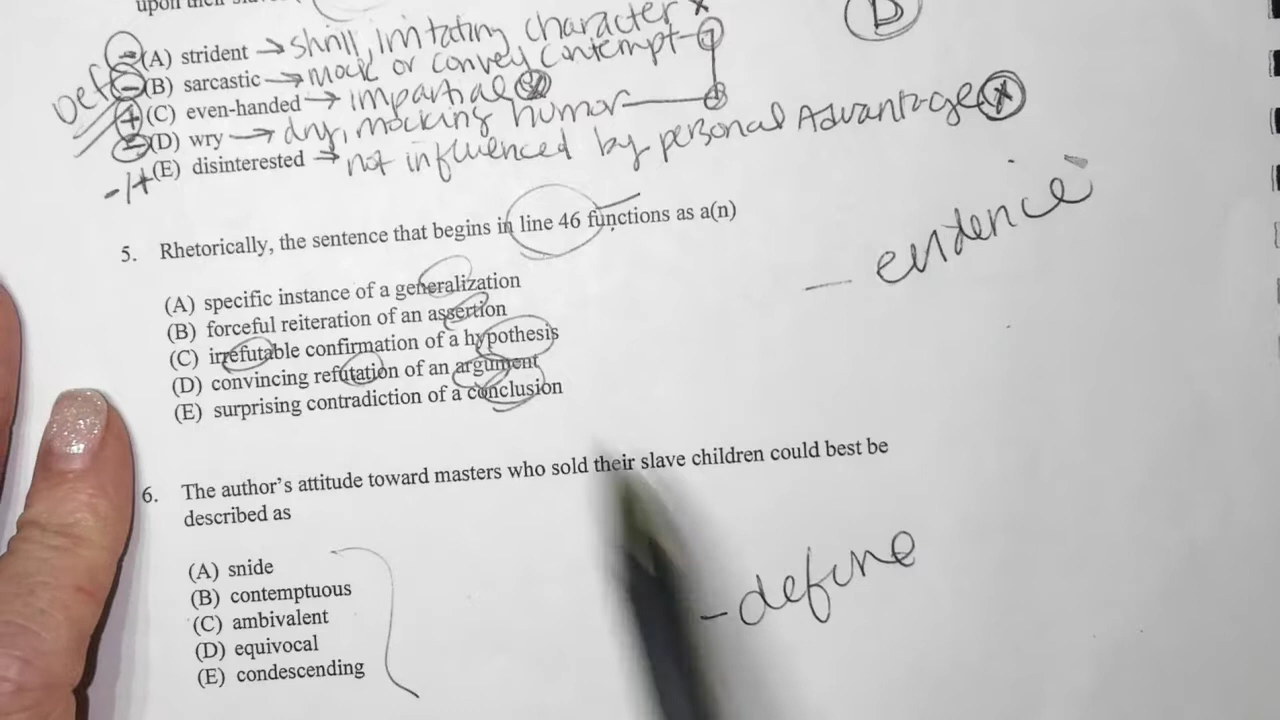 upon their
(A) strident → shrill, irritating character x
(B) sarcastic → mock or convey contempt
Def
(C) even-handed → impartial
(D) wry → dry, mocking humor
(E) disinterested → not influenced by personal Advantage x
-/+
B
5. Rhetorically, the sentence that begins in line 46 functions as a(n)
- evidence
(A) specific instance of a generalization
(B) forceful reiteration of an assertion
(C) irrefutable confirmation of a hypothesis
(D) convincing refutation of an argument
(E) surprising contradiction of a conclusion
6. The author's attitude toward masters who sold their slave children could best be
described as
- define
(A) snide
(B) contemptuous
(C) ambivalent
(D) equivocal
(E) condescending